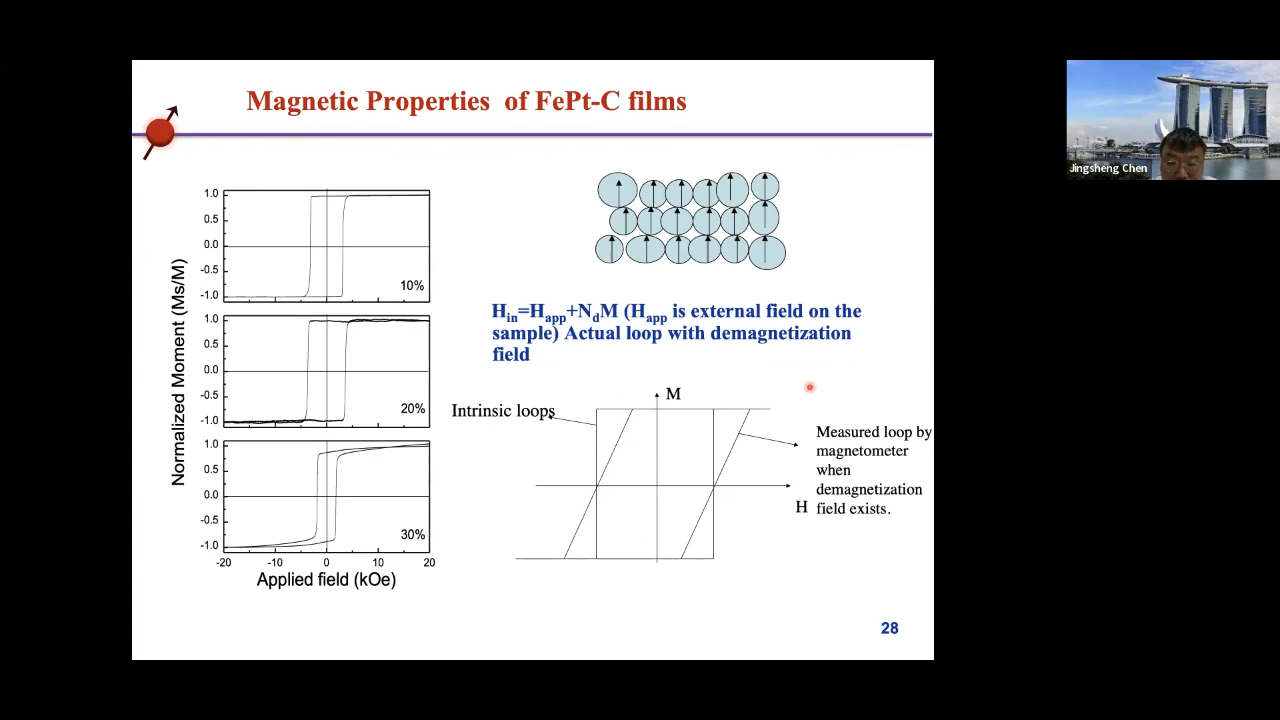 Magnetic Properties of FePt-C films
Jingsheng Chen
Normalized Moment (Ms/M)
1.0
0.5
0.0
-0.5
-1.0
10%
1.0
0.5
0.0
-0.5
-1.0
20%
1.0
0.5
0.0
-0.5
-1.0
30%
-20 -10 0 10 20
Applied field (kOe)
Hin=Happ+NdM (Happ is external field on the
sample) Actual loop with demagnetization
field
M
Intrinsic loops
Measured loop by
magnetometer
when
demagnetization
H field exists.
28